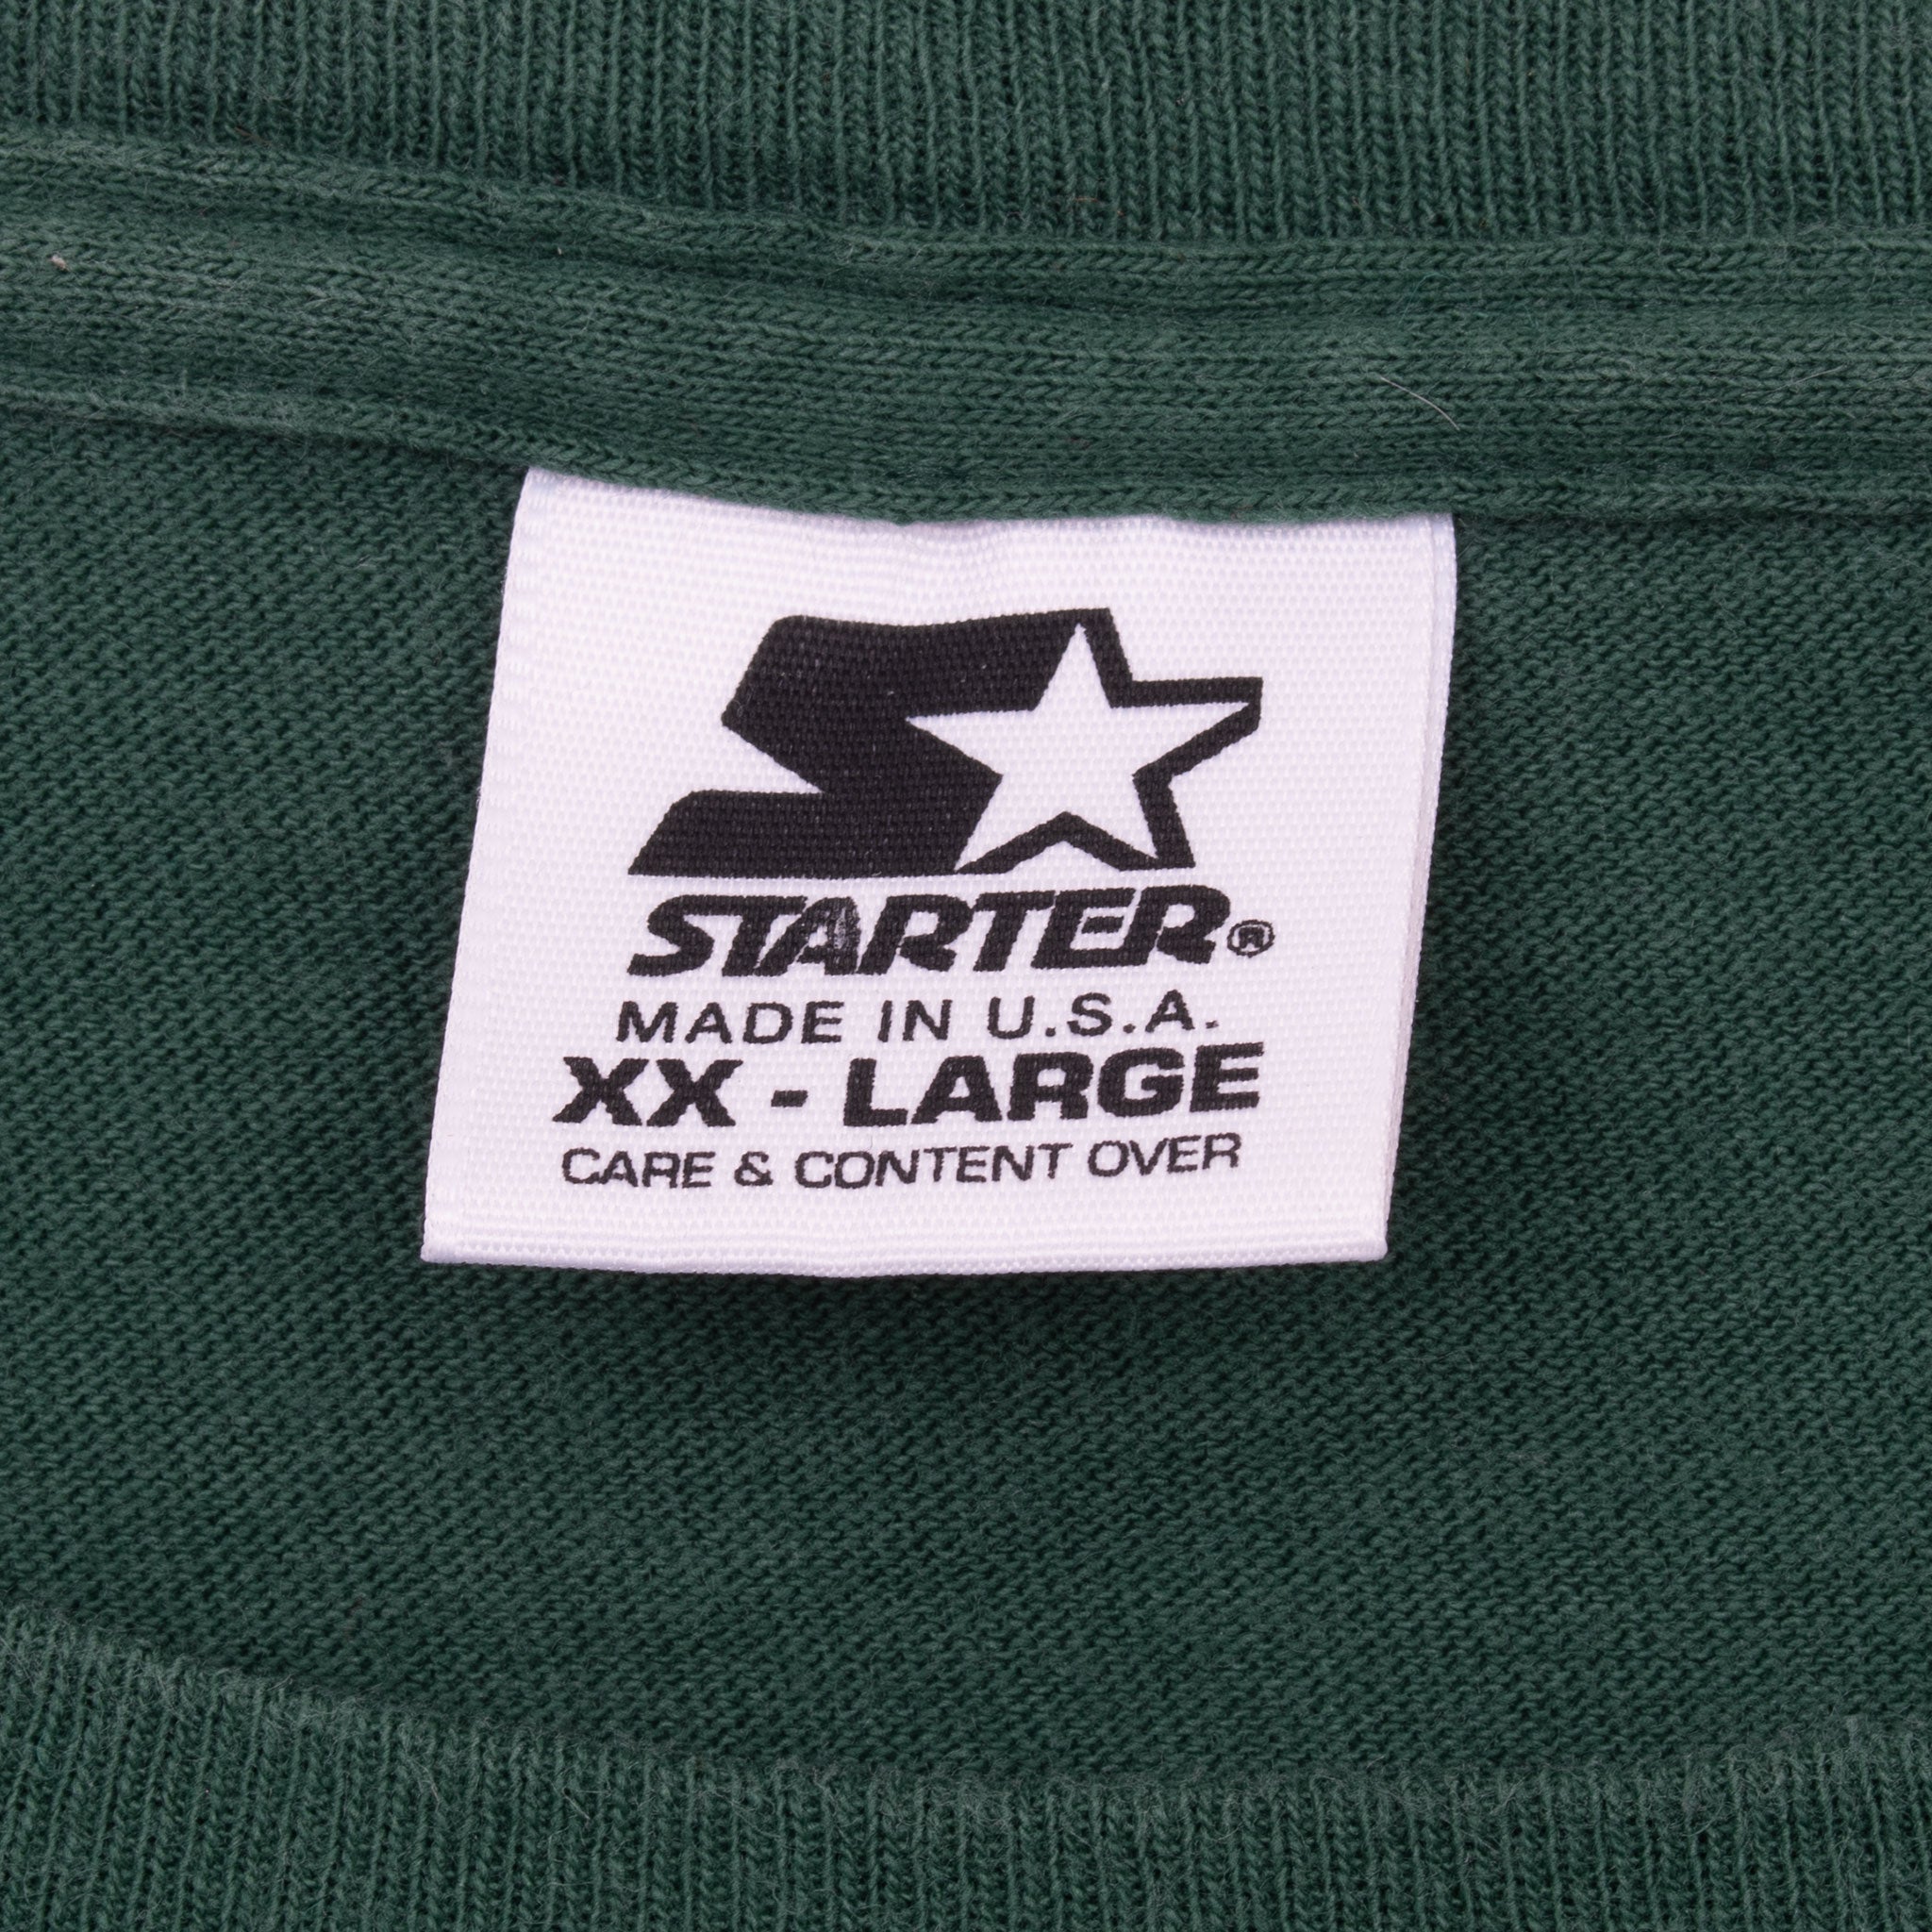 STARTER®
MADE IN U.S.A.
XX - LARGE
CARE & CONTENT OVER